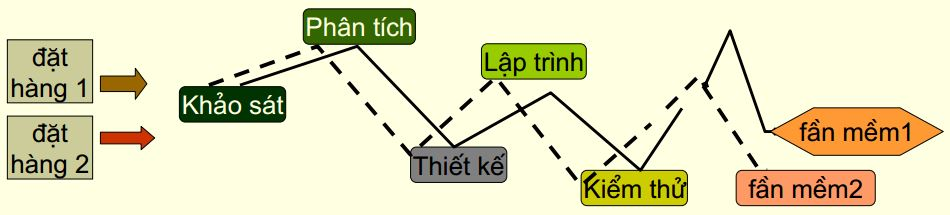 đặt
hàng 1
đặt
hàng 2
Khảo sát
Phân tích
Thiết kế
Lập trình
Kiểm thử
fần mềm1
fần mềm2